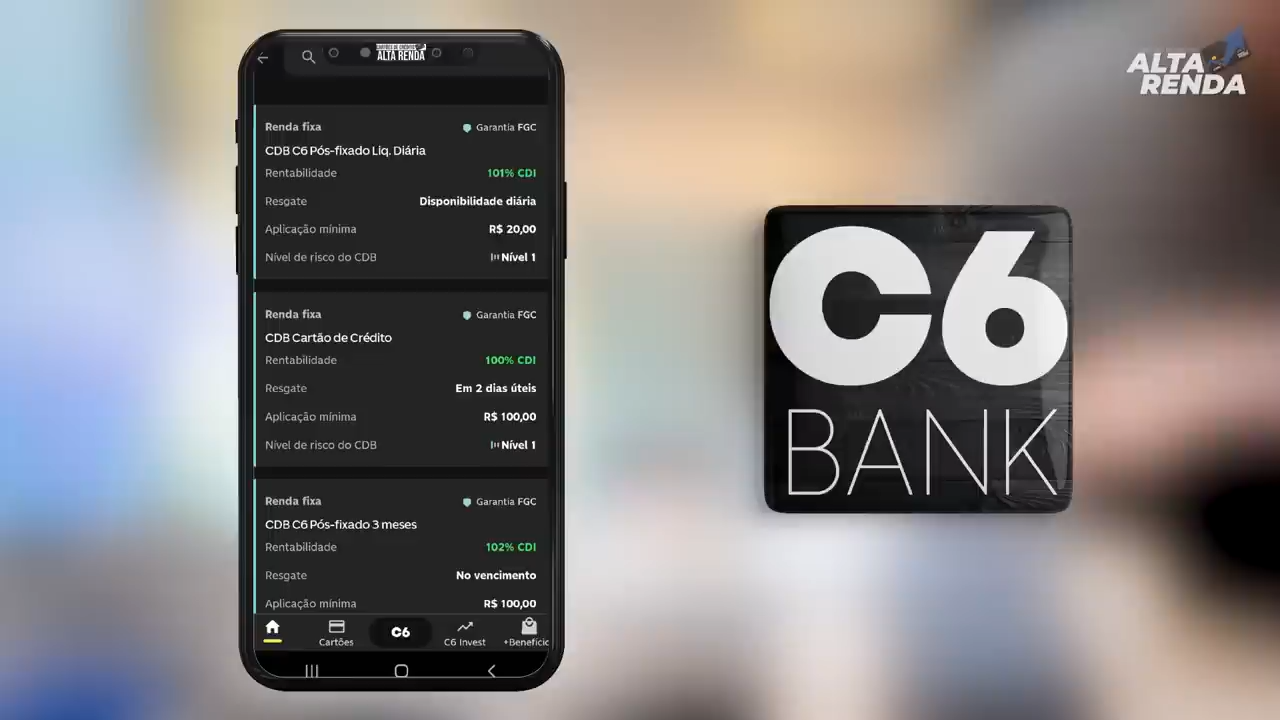 ALTA RENDA
Renda fixa
Garantia FGC
CDB C6 Pós-fixado Liq. Diária
Rentabilidade
101% CDI
Resgate
Disponibilidade diária
Aplicação mínima
R$ 20,00
Nível de risco do CDB
Nível 1
Renda fixa
Garantia FGC
CDB Cartão de Crédito
Rentabilidade
100% CDI
Resgate
Em 2 dias úteis
Aplicação mínima
R$ 100,00
Nível de risco do CDB
Nível 1
Renda fixa
Garantia FGC
CDB C6 Pós-fixado 3 meses
Rentabilidade
102% CDI
Resgate
No vencimento
Aplicação mínima
R$ 100,00
Cartões
C6
C6 Invest
+Benefíc
ALTA
RENDA
C6
BANK